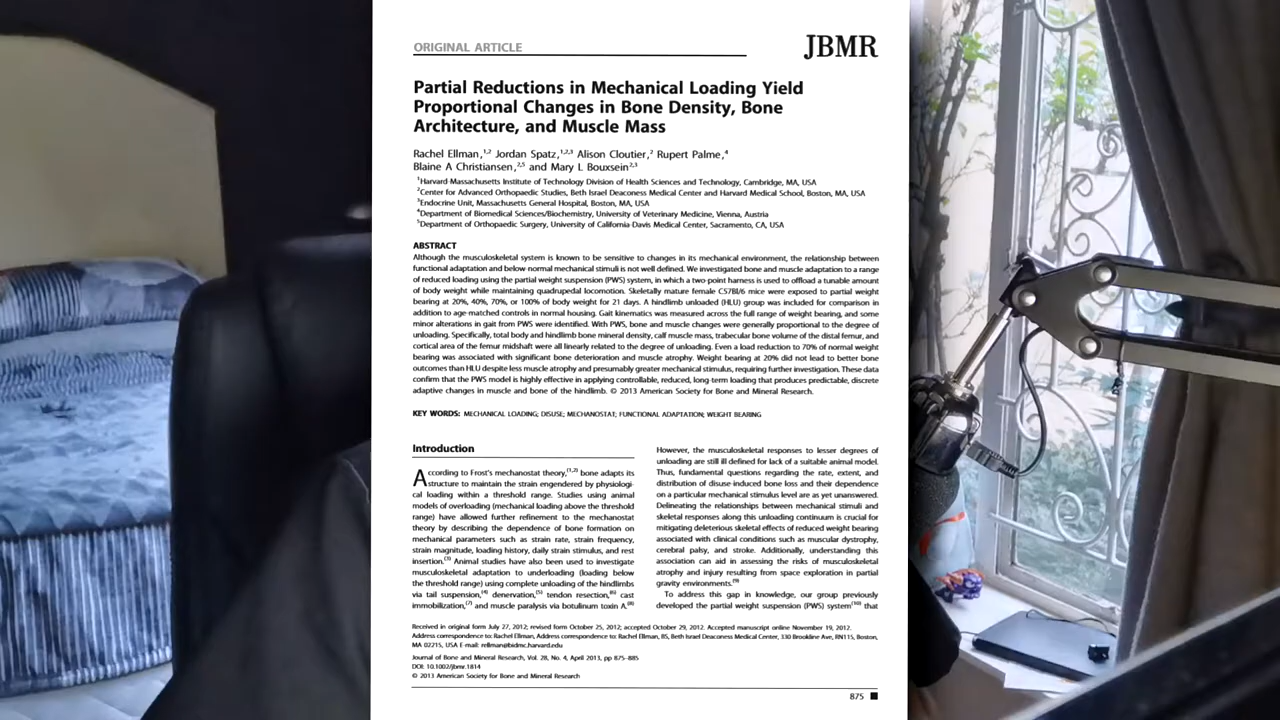 ORIGINAL ARTICLE
JBMR
Partial Reductions in Mechanical Loading Yield
Proportional Changes in Bone Density, Bone
Architecture, and Muscle Mass
Rachel Ellman,1,2 Jordan Spatz,1,2,3 Alison Cloutier,2 Rupert Palme,4
Blaine A Christiansen,2,5 and Mary L Bouxsein2,3
1Harvard-Massachusetts Institute of Technology Division of Health Sciences and Technology, Cambridge, MA, USA
2Center for Advanced Orthopaedic Studies, Beth Israel Deaconess Medical Center and Harvard Medical School, Boston, MA, USA
3Endocrine Unit, Massachusetts General Hospital, Boston, MA, USA
4Department of Biomedical Sciences/Biochemistry, University of Veterinary Medicine, Vienna, Austria
5Department of Orthopaedic Surgery, University of California-Davis Medical Center, Sacramento, CA, USA
ABSTRACT
Although the musculoskeletal system is known to be sensitive to changes in its mechanical environment, the relationship between
functional adaptation and below-normal mechanical stimuli is not well defined. We investigated bone and muscle adaptation to a range
of reduced loading using the partial weight suspension (PWS) system, in which a two-point harness is used to offload a tunable amount
of body weight while maintaining quadrupedal locomotion. Skeletally mature female C57Bl/6 mice were exposed to partial weight
bearing at 20%, 40%, 70%, or 100% of body weight for 21 days. A hindlimb unloaded (HLU) group was included for comparison in
addition to age-matched controls in normal housing. Gait kinematics was measured across the full range of weight bearing, and some
minor alterations in gait from PWS were identified. With PWS, bone and muscle changes were generally proportional to the degree of
unloading. Specifically, total body and hindlimb bone mineral density, calf muscle mass, trabecular bone volume of the distal femur, and
cortical area of the femur midshaft were all linearly related to the degree of unloading. Even a load reduction to 70% of normal weight
bearing was associated with significant bone deterioration and muscle atrophy. Weight bearing at 20% did not lead to better bone
outcomes than HLU despite less muscle atrophy and presumably greater mechanical stimulus, requiring further investigation. These data
confirm that the PWS model is highly effective in applying controllable, reduced, long-term loading that produces predictable, discrete
adaptive changes in muscle and bone of the hindlimb. © 2013 American Society for Bone and Mineral Research.
KEY WORDS: MECHANICAL LOADING; DISUSE; MECHANOSTAT; FUNCTIONAL ADAPTATION; WEIGHT BEARING
Introduction
According to Frost's mechanostat theory,(1,2) bone adapts its
structure to maintain the strain engendered by physiologi-
cal loading within a threshold range. Studies using animal
models of overloading (mechanical loading above the threshold
range) have allowed further refinement to the mechanostat
theory by describing the dependence of bone formation on
mechanical parameters such as strain rate, strain frequency,
strain magnitude, loading history, daily strain stimulus, and rest
insertion.(3) Animal studies have also been used to investigate
musculoskeletal adaptation to underloading (loading below
the threshold range) using complete unloading of the hindlimbs
via tail suspension,(4) denervation,(5) tendon resection,(6) cast
immobilization,(7) and muscle paralysis via botulinum toxin A.(8)
However, the musculoskeletal responses to lesser degrees of
unloading are still ill defined for lack of a suitable animal model.
Thus, fundamental questions regarding the rate, extent, and
distribution of disuse-induced bone loss and their dependence
on a particular mechanical stimulus level are as yet unanswered.
Delineating the relationships between mechanical stimuli and
skeletal responses along this unloading continuum is crucial for
mitigating deleterious skeletal effects of reduced weight bearing
associated with clinical conditions such as muscular dystrophy,
cerebral palsy, and stroke. Additionally, understanding this
association can aid in assessing the risks of musculoskeletal
atrophy and injury resulting from space exploration in partial
gravity environments.(9)
To address this gap in knowledge, our group previously
developed the partial weight suspension (PWS) system(10) that
Received in original form July 27, 2012; revised form October 25, 2012; accepted October 29, 2012. Accepted manuscript online November 19, 2012.
Address correspondence to: Rachel Ellman, Address correspondence to: Rachel Ellman, BS, Beth Israel Deaconess Medical Center, 330 Brookline Ave, RN115, Boston,
MA 02215, USA E-mail: rellman@bidmc.harvard.edu
Journal of Bone and Mineral Research, Vol. 28, No. 4, April 2013, pp 875–885
DOI: 10.1002/jbmr.1814
© 2013 American Society for Bone and Mineral Research
875